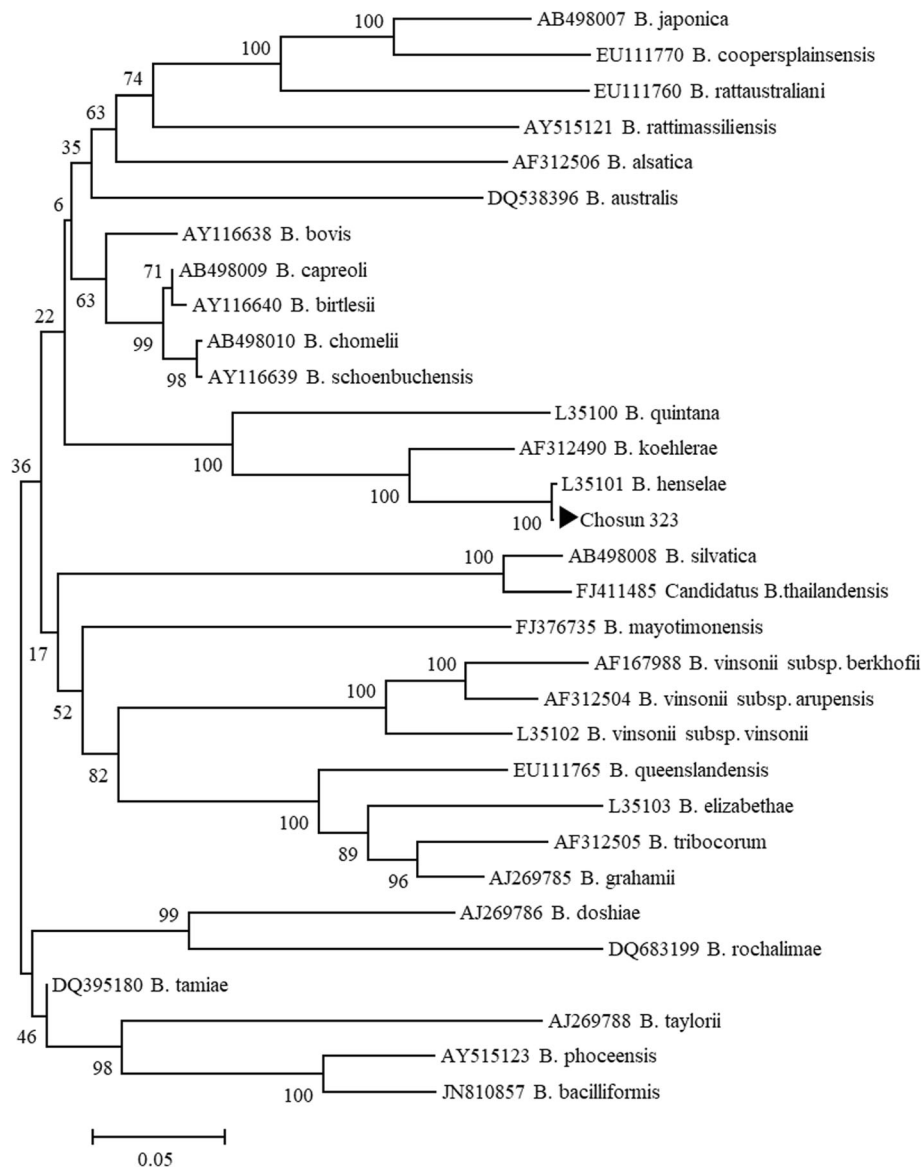 100
AB498007 B. japonica
100
EU111770 B. coopersplainsensis
74
EU111760 B. rattaustraliani
63
AY515121 B. rattimassiliensis
35
AF312506 B. alsatica
6
DQ538396 B. australis
AY116638 B. bovis
71
AB498009 B. capreoli
63
AY116640 B. birtlesii
22
99
AB498010 B. chomelii
98
AY116639 B. schoenbuchensis
L35100 B. quintana
36
100
AF312490 B. koehlerae
100
L35101 B. henselae
100
Chosun 323
100
AB498008 B. silvatica
FJ411485 Candidatus B.thailandensis
17
FJ376735 B. mayotimonensis
100
AF167988 B. vinsonii subsp. berkhofii
52
100
AF312504 B. vinsonii subsp. arupensis
L35102 B. vinsonii subsp. vinsonii
82
EU111765 B. queenslandensis
100
L35103 B. elizabethae
89
AF312505 B. tribocorum
96
AJ269785 B. grahamii
99
AJ269786 B. doshiae
DQ683199 B. rochalimae
DQ395180 B. tamiae
46
AJ269788 B. taylorii
98
AY515123 B. phoceensis
100
JN810857 B. bacilliformis
0.05